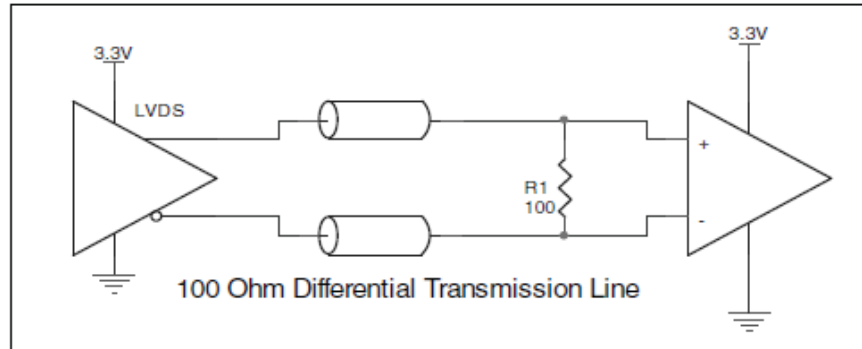 3.3V
3.3V
LVDS
+
R1
100
-
100 Ohm Differential Transmission Line